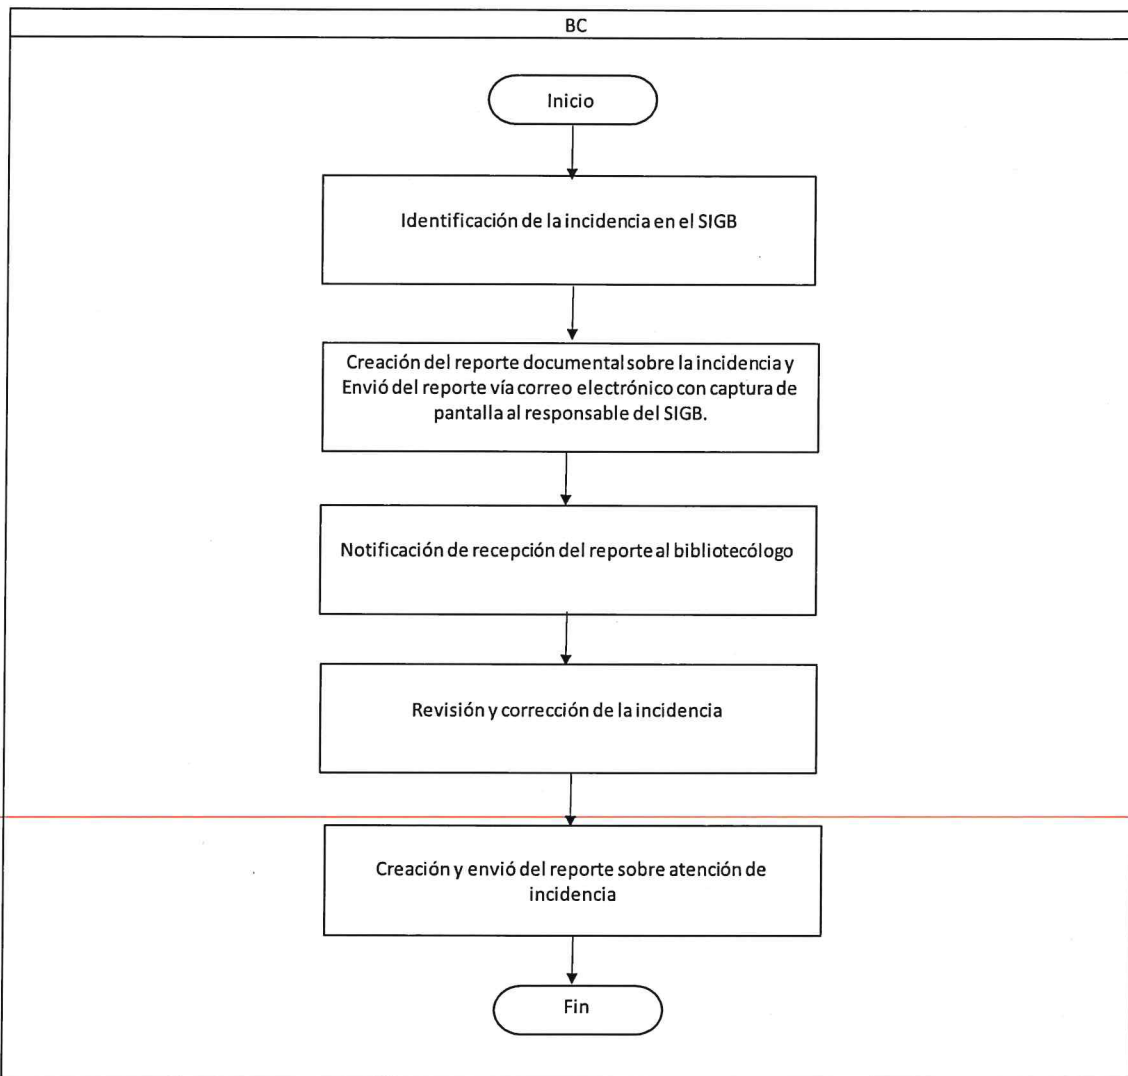 BC
Inicio
Identificación de la incidencia en el SIGB
Creación del reporte documental sobre la incidencia y
Envió del reporte vía correo electrónico con captura de
pantalla al responsable del SIGB.
Notificación de recepción del reporte al bibliotecólogo
Revisión y corrección de la incidencia
Creación y envió del reporte sobre atención de
incidencia
Fin